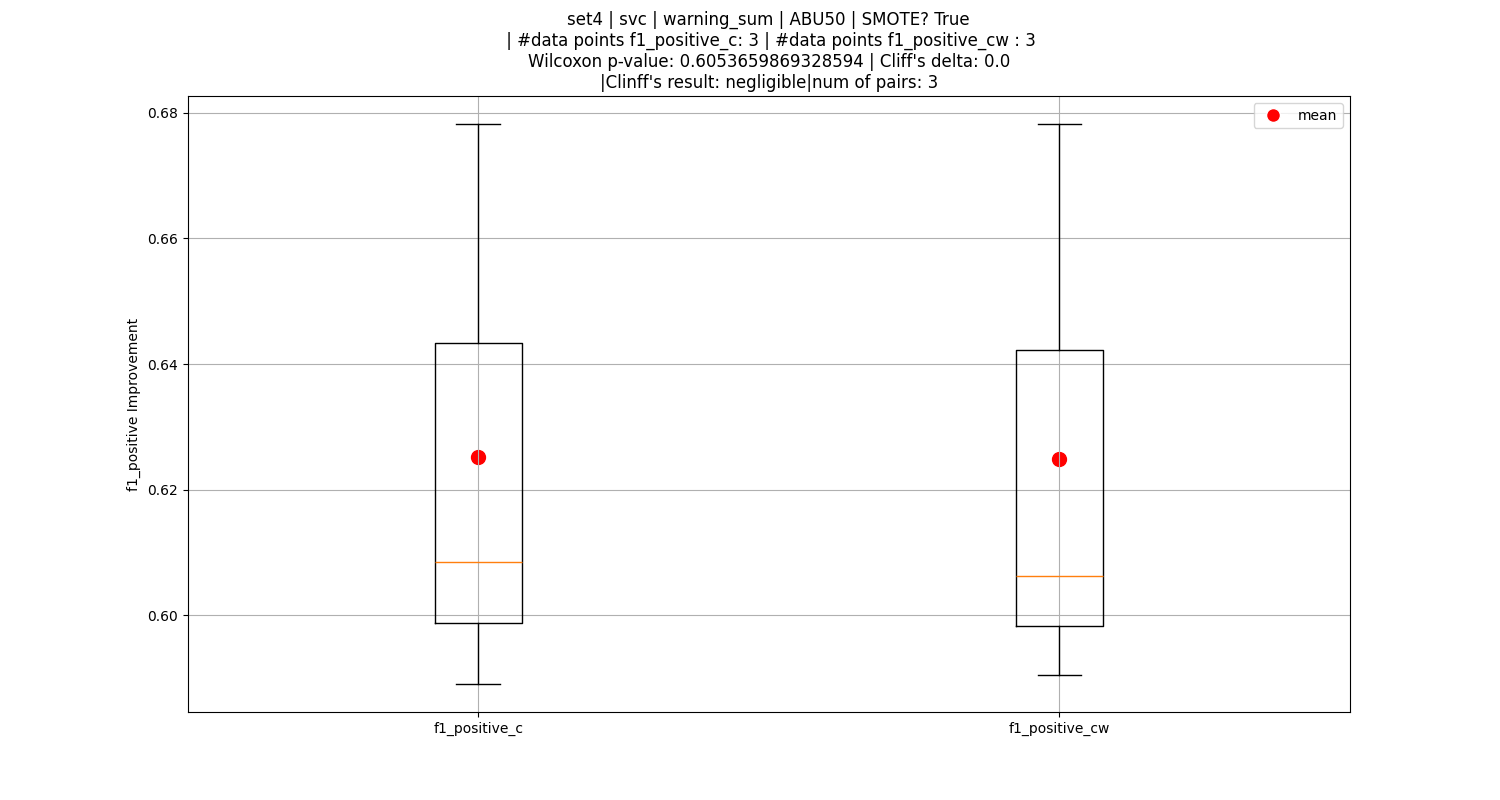 set4 | svc | warning_sum | ABU50 | SMOTE? True
| #data points f1_positive_c: 3 | #data points f1_positive_cw : 3
Wilcoxon p-value: 0.6053659869328594 | Cliff's delta: 0.0
|Clinff's result: negligible|num of pairs: 3
mean
0.68
0.66
0.64
0.62
0.60
f1_positive Improvement
f1_positive_c
f1_positive_cw